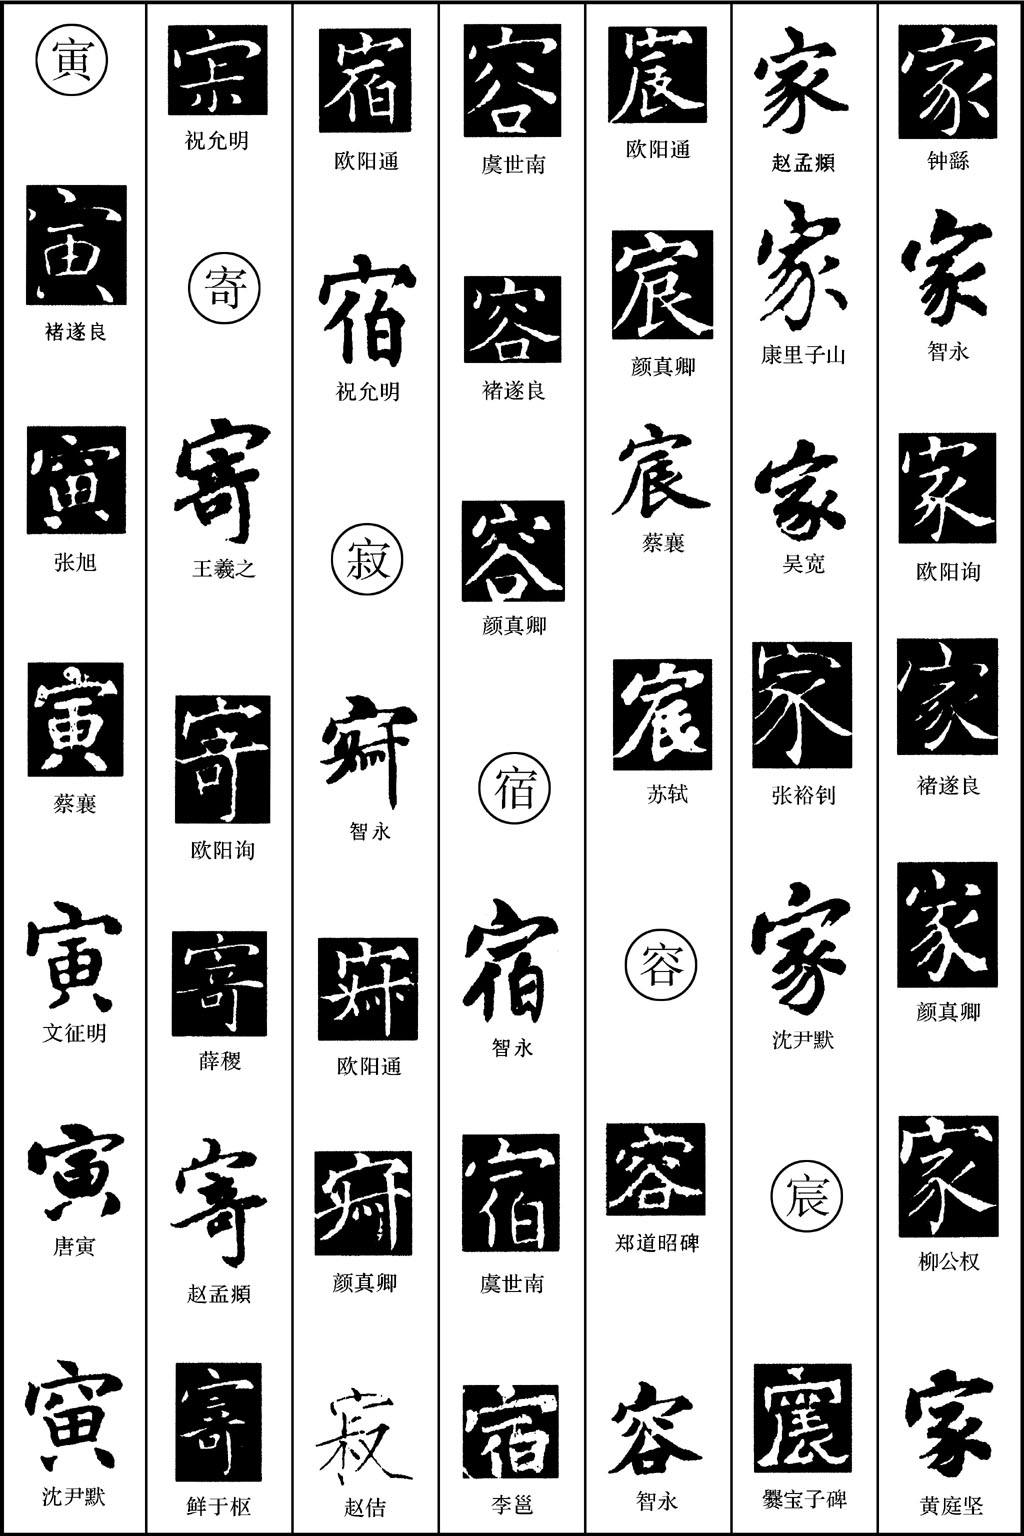 家
钟繇
家
智永
家
欧阳询
家
褚遂良
家
颜真卿
家
柳公权
家
黄庭坚
家
赵孟頫
家
康里子山
家
吴宽
家
张裕钊
家
沈尹默
宸
宸
爨宝子碑
宸
欧阳通
宸
颜真卿
宸
蔡襄
宸
苏轼
容
容
郑道昭碑
容
智永
容
虞世南
容
褚遂良
容
颜真卿
宿
宿
智永
宿
虞世南
宿
李邕
宿
欧阳通
宿
祝允明
寂
寂
智永
寂
欧阳通
寂
颜真卿
寂
赵佶
寂
祝允明
寄
寄
王羲之
寄
欧阳询
寄
薛稷
寄
赵孟頫
寄
鲜于枢
寅
寅
褚遂良
寅
张旭
寅
蔡襄
寅
文征明
寅
唐寅
寅
沈尹默